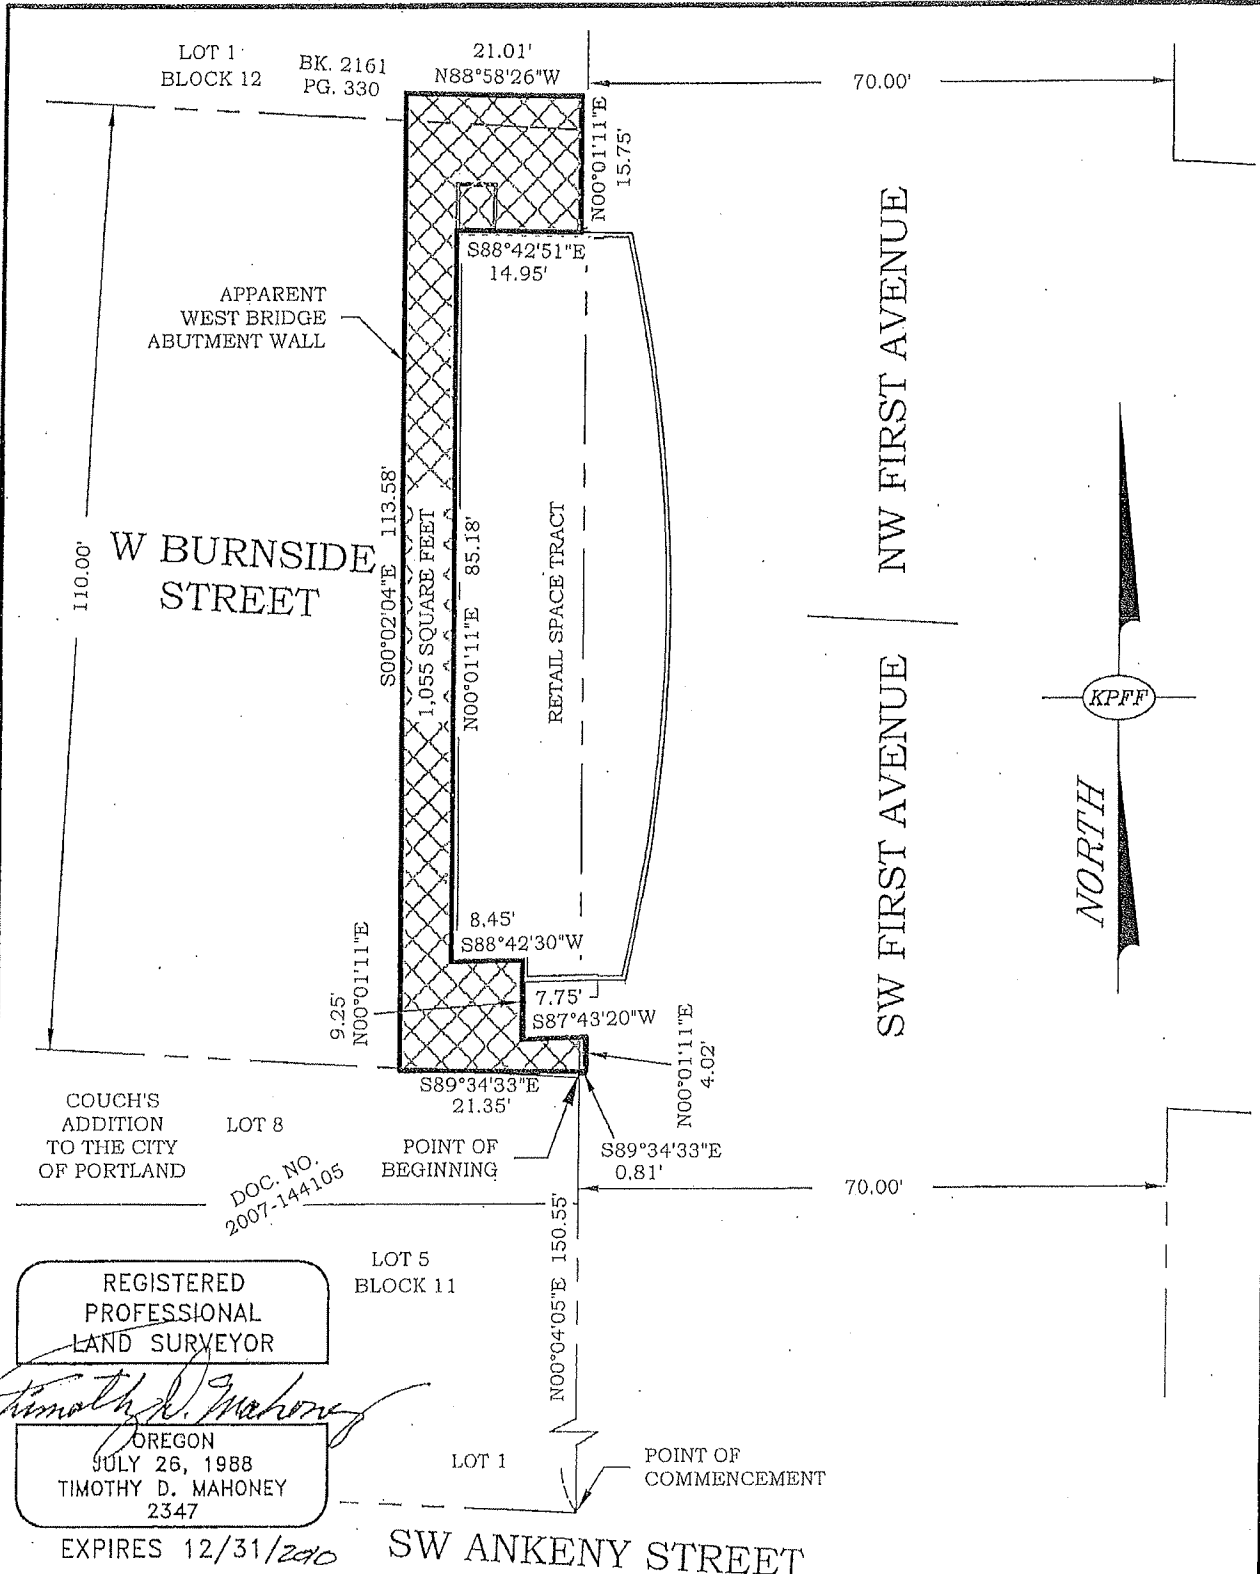 LOT 1
BLOCK 12
BK. 2161
PG. 330
21.01'
N88°58'26"W
70.00'
N00°01'11"E
15.75'
S88°42'51"E
14.95'
APPARENT
WEST BRIDGE
ABUTMENT WALL
NW FIRST AVENUE
110.00'
W BURNSIDE
STREET
S00°02'04"E 113.58'
1,055 SQUARE FEET
N00°01'11"E 85.18'
RETAIL SPACE TRACT
SW FIRST AVENUE
KPFF
NORTH
8.45'
S88°42'30"W
9.25'
N00°01'11"E
7.75'
S87°43'20"W
N00°01'11"E
4.02'
S89°34'33"E
21.35'
COUCH'S
ADDITION
TO THE CITY
OF PORTLAND
LOT 8
POINT OF
BEGINNING
S89°34'33"E
0.81'
DOC. NO.
2007-144105
70.00'
N00°04'05"E 150.55'
LOT 5
BLOCK 11
REGISTERED
PROFESSIONAL
LAND SURVEYOR
Timothy D. Mahoney
OREGON
JULY 26, 1988
TIMOTHY D. MAHONEY
2347
EXPIRES 12/31/2010
LOT 1
POINT OF
COMMENCEMENT
SW ANKENY STREET